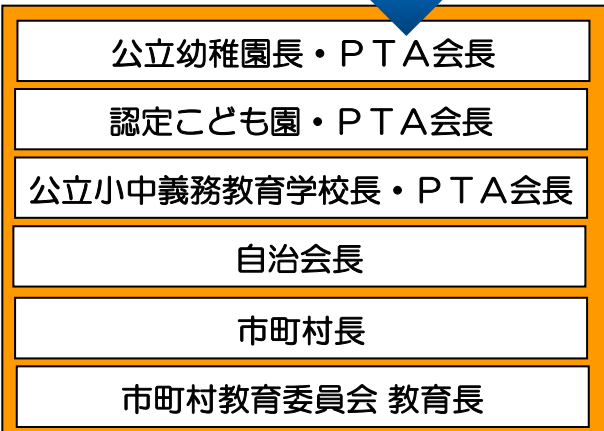 公立幼稚園長・ＰＴＡ会長
認定こども園・ＰＴＡ会長
公立小中義務教育学校長・ＰＴＡ会長
自治会長
市町村長
市町村教育委員会 教育長